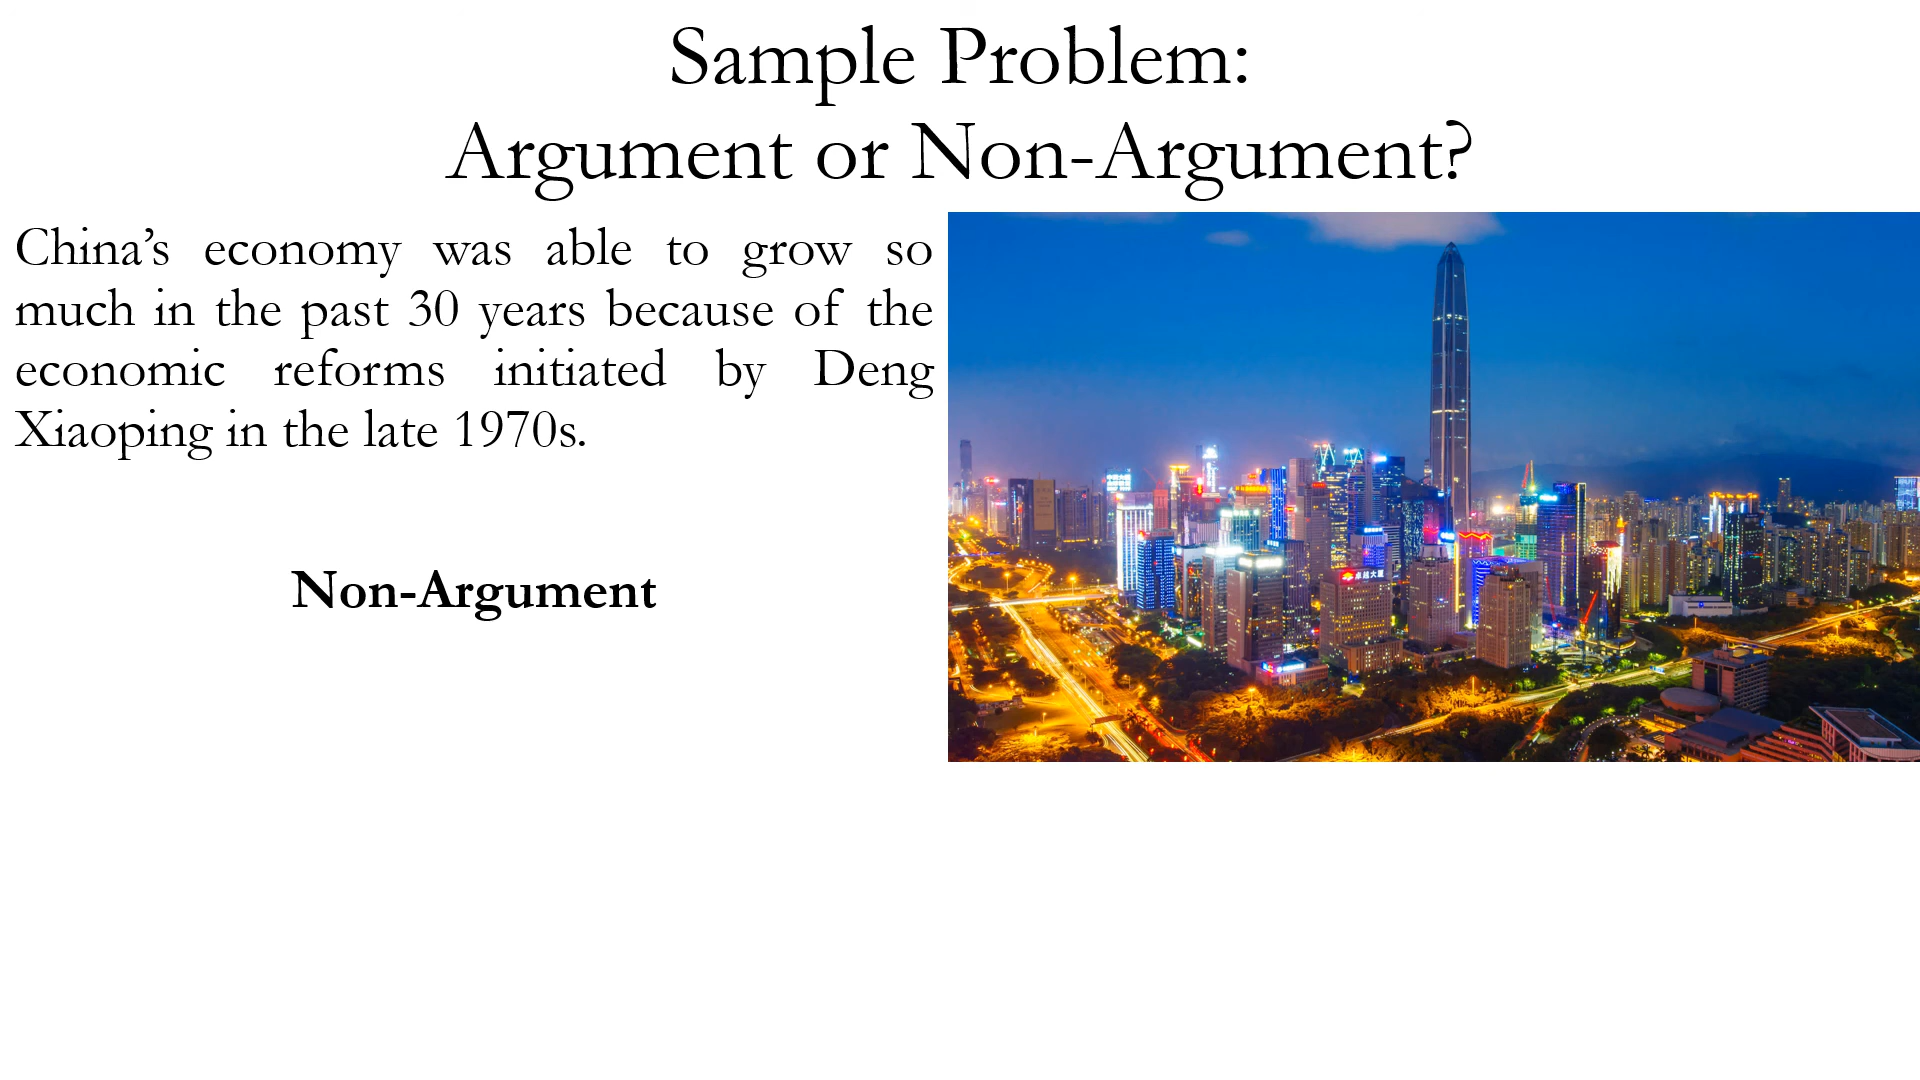 Sample Problem:
Argument or Non-Argument?
China’s economy was able to grow so
much in the past 30 years because of the
economic reforms initiated by Deng
Xiaoping in the late 1970s.
Non-Argument